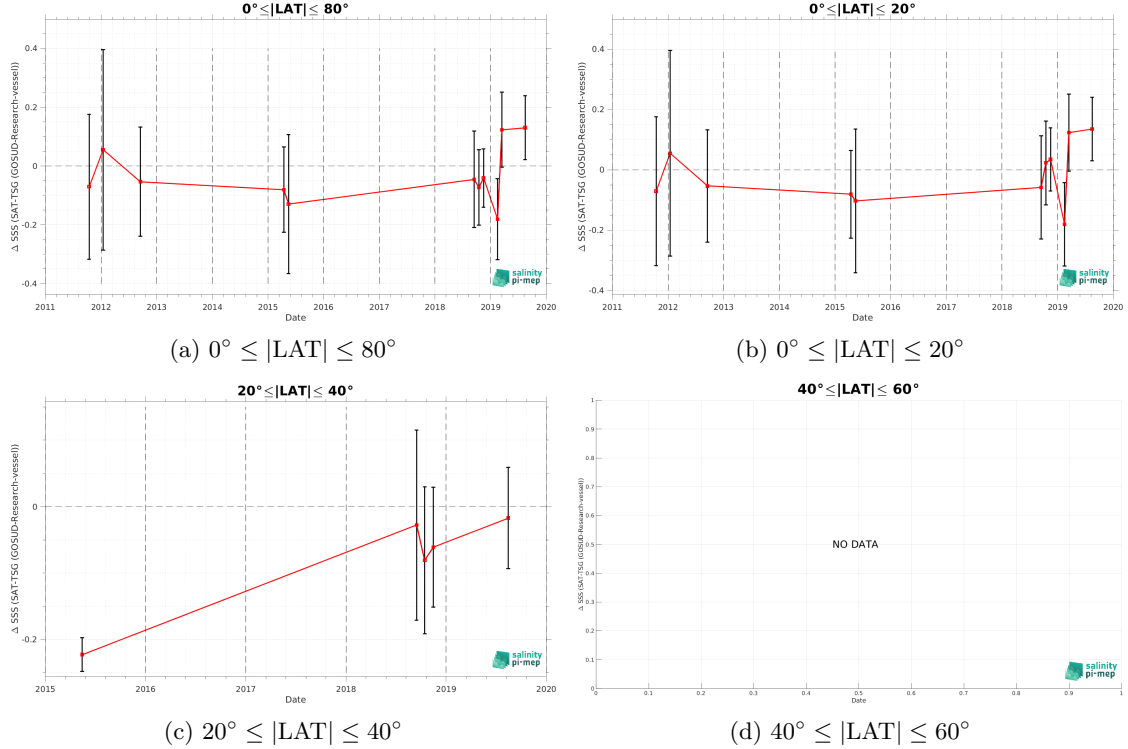 0°≤|LAT|≤ 80°
Δ SSS (SAT-TSG (GOSUD-Research-vessel))
0.4
0.2
0
-0.2
-0.4
2011 2012 2013 2014 2015 2016 2017 2018 2019 2020
Date
salinity
pi-mep
(a) 0° ≤ |LAT| ≤ 80°
0°≤|LAT|≤ 20°
Δ SSS (SAT-TSG (GOSUD-Research-vessel))
0.4
0.2
0
-0.2
-0.4
2011 2012 2013 2014 2015 2016 2017 2018 2019 2020
Date
salinity
pi-mep
(b) 0° ≤ |LAT| ≤ 20°
20°≤|LAT|≤ 40°
Δ SSS (SAT-TSG (GOSUD-Research-vessel))
0
-0.2
2015 2016 2017 2018 2019 2020
Date
salinity
pi-mep
(c) 20° ≤ |LAT| ≤ 40°
40°≤|LAT|≤ 60°
Δ SSS (SAT-TSG (GOSUD-Research-vessel))
1
0.9
0.8
0.7
0.6
0.5
0.4
0.3
0.2
0.1
0
NO DATA
0 0.1 0.2 0.3 0.4 0.5 0.6 0.7 0.8 0.9 1
Date
salinity
pi-mep
(d) 40° ≤ |LAT| ≤ 60°